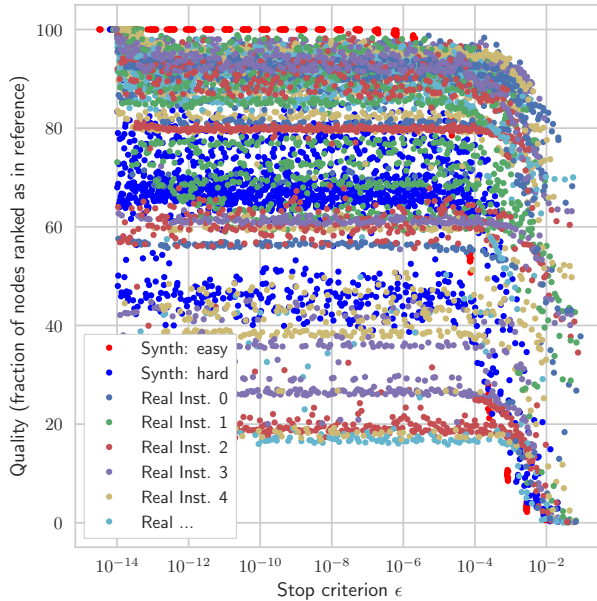 Quality (fraction of nodes ranked as in reference)
100
80
60
40
20
0
Synth: easy
Synth: hard
Real Inst. 0
Real Inst. 1
Real Inst. 2
Real Inst. 3
Real Inst. 4
Real ...
10⁻¹⁴ 10⁻¹² 10⁻¹⁰ 10⁻⁸ 10⁻⁶ 10⁻⁴ 10⁻²
Stop criterion ϵ